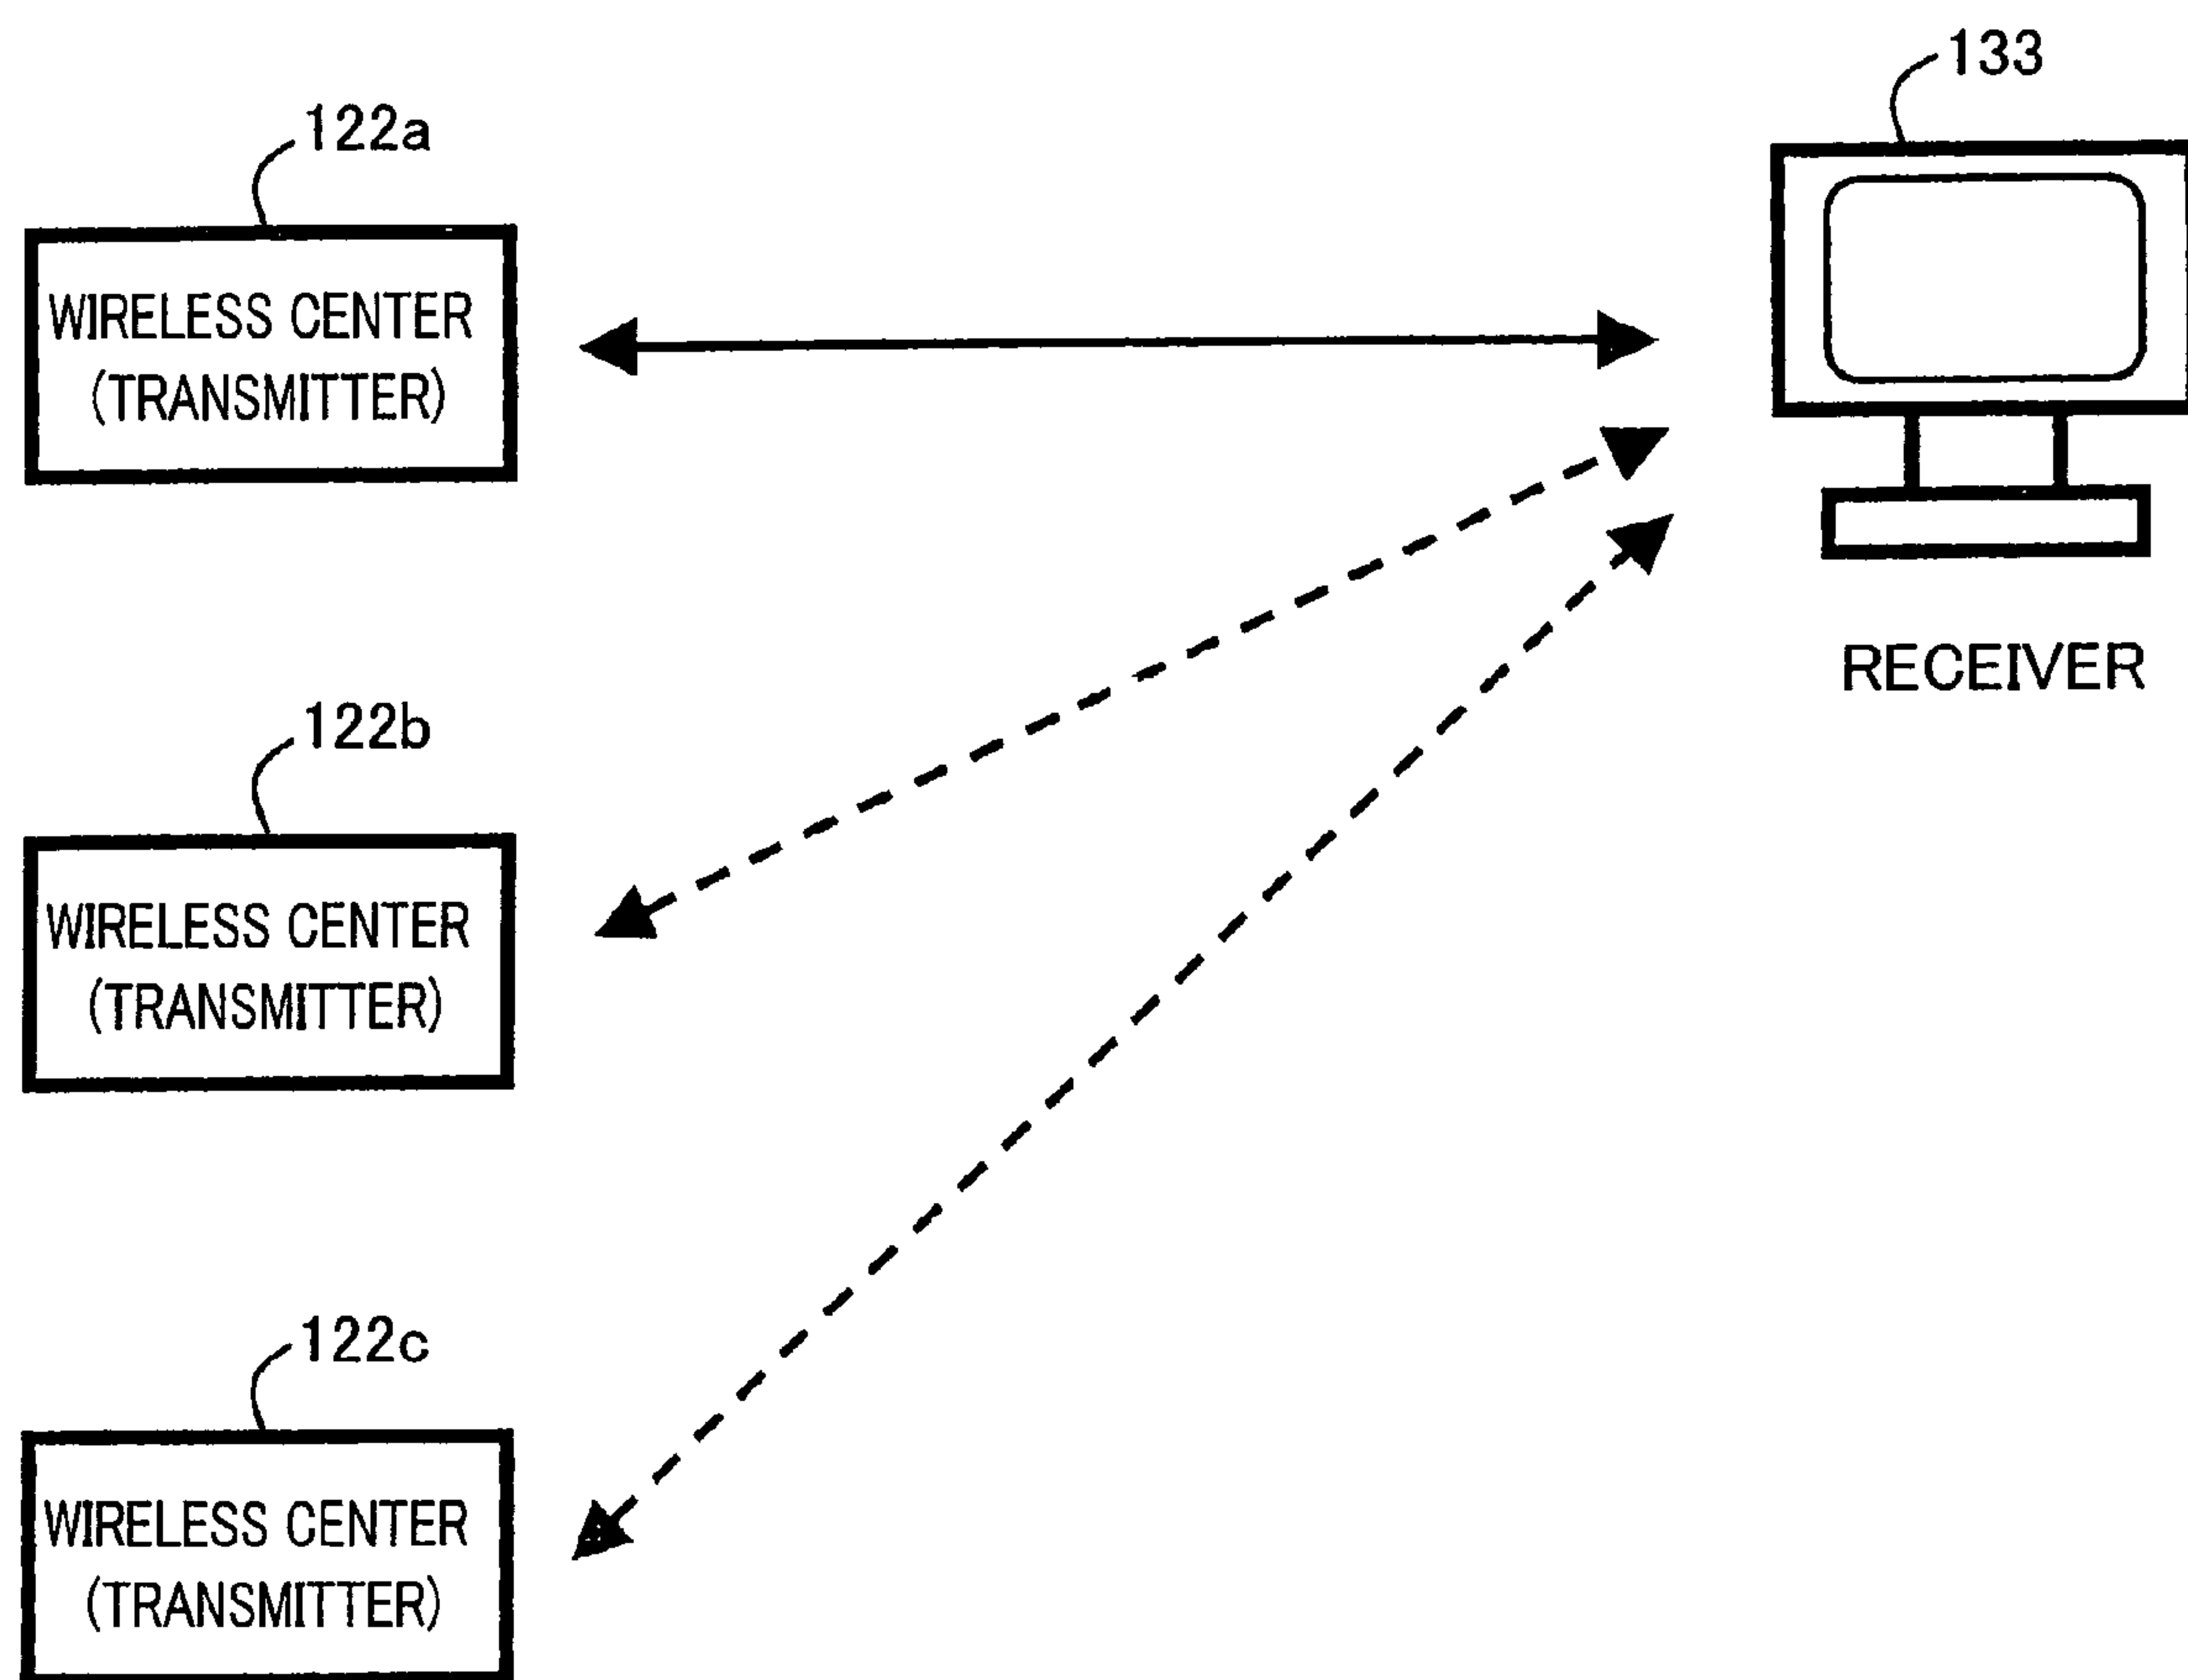 133
122a
WIRELESS CENTER
(TRANSMITTER)
RECEIVER
122b
WIRELESS CENTER
(TRANSMITTER)
122c
WIRELESS CENTER
(TRANSMITTER)